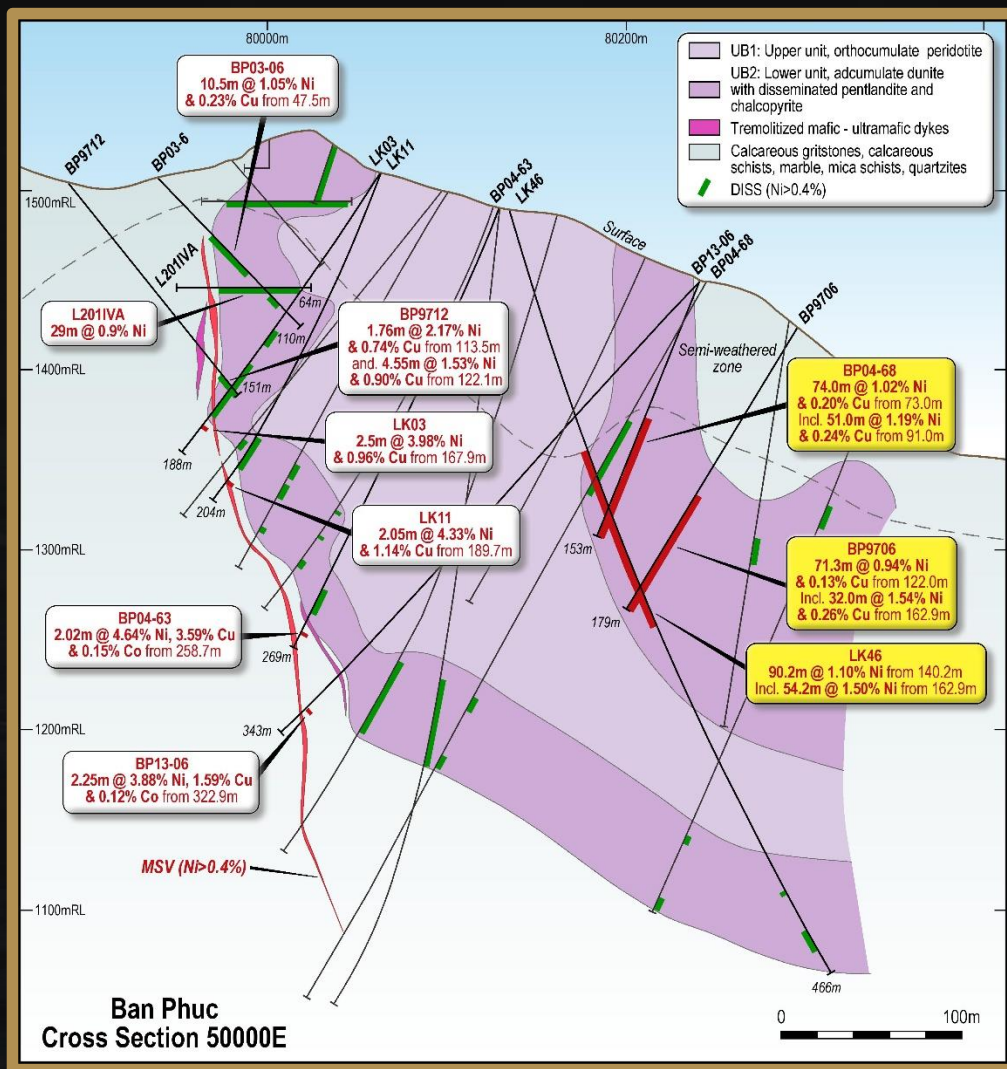 80000m
80200m
UB1: Upper unit, orthocumulate peridotite
UB2: Lower unit, adcumulate dunite
with disseminated pentlandite and
chalcopyrite
Tremolitized mafic - ultramafic dykes
Calcareous gritstones, calcareous
schists, marble, mica schists, quartzites
DISS (Ni>0.4%)
BP03-06
10.5m @ 1.05% Ni
& 0.23% Cu from 47.5m
BP9712
BP03-6
LK03
LK11
BP04-63
LK46
Surface
BP13-06
BP04-68
BP9706
1500mRL
L201IVA
64m
110m
Semi-weathered
zone
L201IVA
29m @ 0.9% Ni
BP9712
1.76m @ 2.17% Ni
& 0.74% Cu from 113.5m
and. 4.55m @ 1.53% Ni
& 0.90% Cu from 122.1m
1400mRL
151m
BP04-68
74.0m @ 1.02% Ni
& 0.20% Cu from 73.0m
Incl. 51.0m @ 1.19% Ni
& 0.24% Cu from 91.0m
LK03
2.5m @ 3.98% Ni
& 0.96% Cu from 167.9m
188m
204m
LK11
2.05m @ 4.33% Ni
& 1.14% Cu from 189.7m
1300mRL
153m
BP9706
71.3m @ 0.94% Ni
& 0.13% Cu from 122.0m
Incl. 32.0m @ 1.54% Ni
& 0.26% Cu from 162.9m
179m
BP04-63
2.02m @ 4.64% Ni, 3.59% Cu
& 0.15% Co from 258.7m
269m
LK46
90.2m @ 1.10% Ni from 140.2m
Incl. 54.2m @ 1.50% Ni from 162.9m
1200mRL
343m
BP13-06
2.25m @ 3.88% Ni, 1.59% Cu
& 0.12% Co from 322.9m
MSV (Ni>0.4%)
1100mRL
466m
Ban Phuc
Cross Section 50000E
0
100m